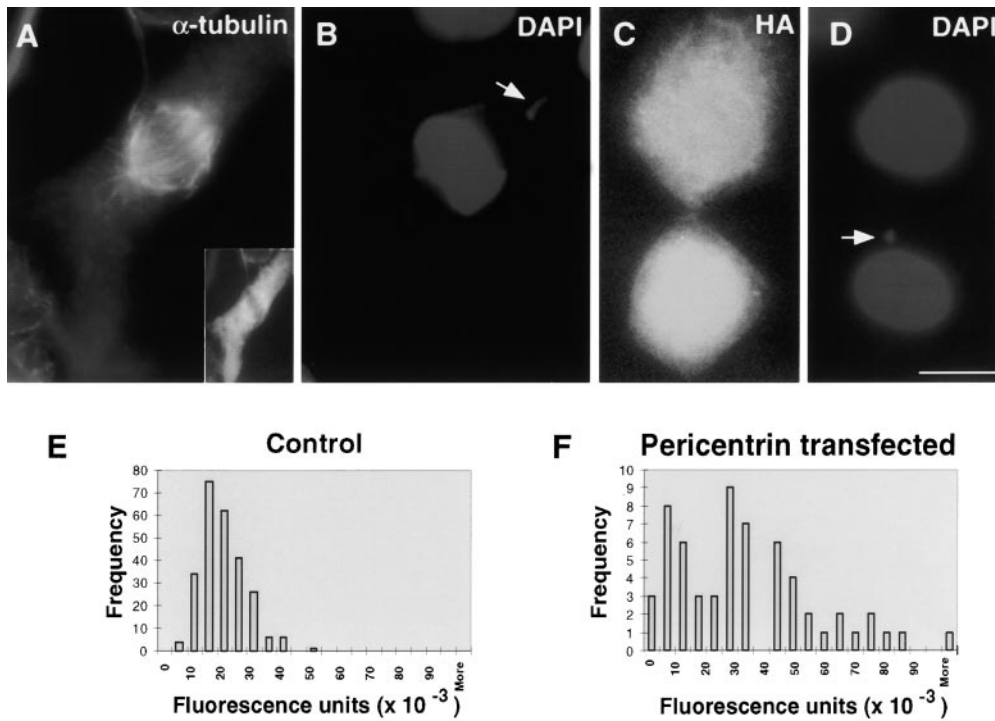 A α-tubulin B DAPI C HA D DAPI
E Control
80
70
60
50
40
30
20
10
0
Frequency
0 10 20 30 40 50 60 70 80 90 More
Fluorescence units (x 10 -3)
F Pericentrin transfected
10
9
8
7
6
5
4
3
2
1
0
Frequency
0 10 30 40 50 60 70 80 90 More
Fluorescence units (x 10 -3)